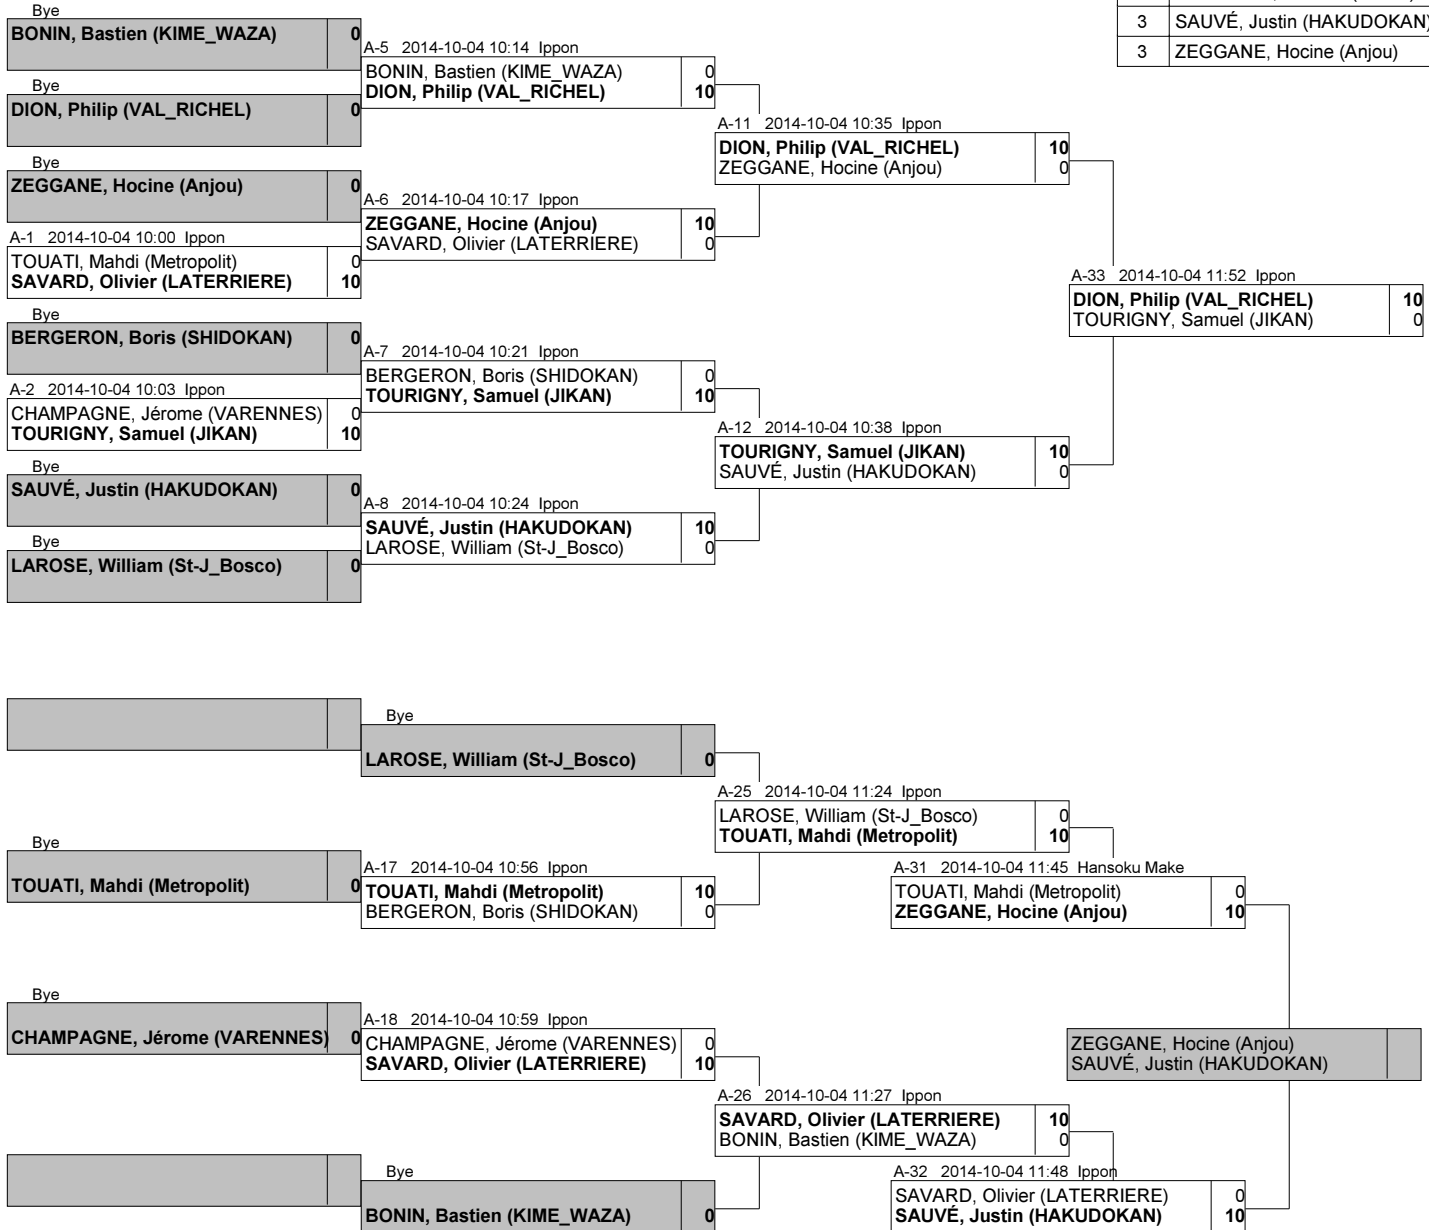 Bye
BONIN, Bastien (KIME_WAZA) 0
Bye
DION, Philip (VAL_RICHEL) 0
Bye
ZEGGANE, Hocine (Anjou) 0
A-1 2014-10-04 10:00 Ippon
TOUATI, Mahdi (Metropolit) 0
SAVARD, Olivier (LATERRIERE) 10
Bye
BERGERON, Boris (SHIDOKAN) 0
A-2 2014-10-04 10:03 Ippon
CHAMPAGNE, Jérome (VARENNES) 0
TOURIGNY, Samuel (JIKAN) 10
Bye
SAUVÉ, Justin (HAKUDOKAN) 0
Bye
LAROSE, William (St-J_Bosco) 0
A-5 2014-10-04 10:14 Ippon
BONIN, Bastien (KIME_WAZA) 0
DION, Philip (VAL_RICHEL) 10
A-6 2014-10-04 10:17 Ippon
ZEGGANE, Hocine (Anjou) 10
SAVARD, Olivier (LATERRIERE) 0
A-7 2014-10-04 10:21 Ippon
BERGERON, Boris (SHIDOKAN) 0
TOURIGNY, Samuel (JIKAN) 10
A-8 2014-10-04 10:24 Ippon
SAUVÉ, Justin (HAKUDOKAN) 10
LAROSE, William (St-J_Bosco) 0
A-11 2014-10-04 10:35 Ippon
DION, Philip (VAL_RICHEL) 10
ZEGGANE, Hocine (Anjou) 0
A-12 2014-10-04 10:38 Ippon
TOURIGNY, Samuel (JIKAN) 10
SAUVÉ, Justin (HAKUDOKAN) 0
3 SAUVÉ, Justin (HAKUDOKAN)
3 ZEGGANE, Hocine (Anjou)
A-33 2014-10-04 11:52 Ippon
DION, Philip (VAL_RICHEL) 10
TOURIGNY, Samuel (JIKAN) 0
Bye
TOUATI, Mahdi (Metropolit) 0
Bye
CHAMPAGNE, Jérome (VARENNES) 0
Bye
LAROSE, William (St-J_Bosco) 0
A-17 2014-10-04 10:56 Ippon
TOUATI, Mahdi (Metropolit) 10
BERGERON, Boris (SHIDOKAN) 0
A-18 2014-10-04 10:59 Ippon
CHAMPAGNE, Jérome (VARENNES) 0
SAVARD, Olivier (LATERRIERE) 10
Bye
BONIN, Bastien (KIME_WAZA) 0
A-25 2014-10-04 11:24 Ippon
LAROSE, William (St-J_Bosco) 0
TOUATI, Mahdi (Metropolit) 10
A-26 2014-10-04 11:27 Ippon
SAVARD, Olivier (LATERRIERE) 10
BONIN, Bastien (KIME_WAZA) 0
A-31 2014-10-04 11:45 Hansoku Make
TOUATI, Mahdi (Metropolit) 0
ZEGGANE, Hocine (Anjou) 10
A-32 2014-10-04 11:48 Ippon
SAVARD, Olivier (LATERRIERE) 0
SAUVÉ, Justin (HAKUDOKAN) 10
ZEGGANE, Hocine (Anjou)
SAUVÉ, Justin (HAKUDOKAN)